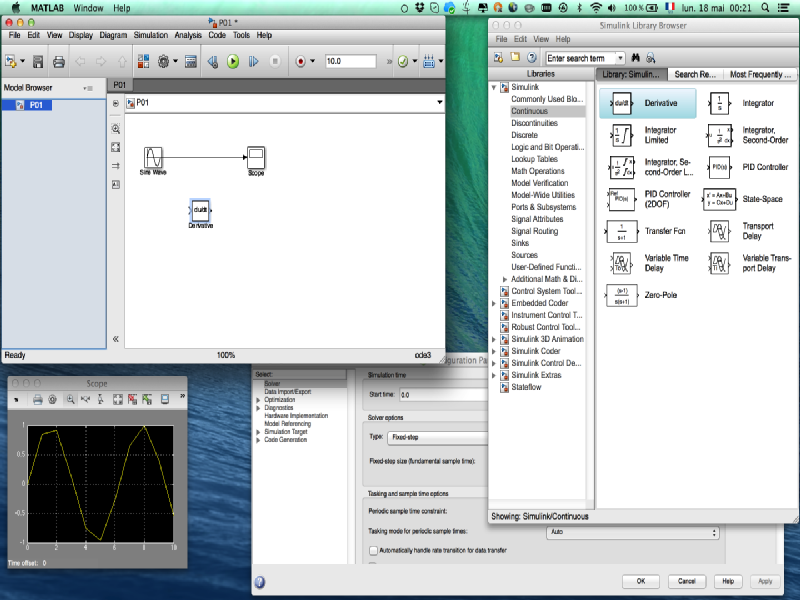 MATLAB Window Help
100 % lun. 18 mai 00:21
P01 *
File Edit View Display Diagram Simulation Analysis Code Tools Help
10.0
Model Browser
P01
P01
P01
Sine Wave
Scope
du/dt
Derivative
Ready 100% ode3
Simulink Library Browser
File Edit View Help
Enter search term
Libraries
Library: Simulin...
Search Re...
Most Frequently ...
Simulink
Commonly Used Blo...
Continuous
Discontinuities
Discrete
Logic and Bit Operati...
Lookup Tables
Math Operations
Model Verification
Model-Wide Utilities
Ports & Subsystems
Signal Attributes
Signal Routing
Sinks
Sources
User-Defined Functi...
Additional Math & Di...
Control System Tool...
Embedded Coder
Instrument Control T...
Robust Control Tool...
Simulink 3D Animation
Simulink Coder
Simulink Control De...
Simulink Extras
Stateflow
du/dt Derivative
1 s Integrator
1 s Integrator Limited
Integrator, Second-Order
Integrator, Se-
cond-Order L...
PID(s) PID Controller
Ref PID(s) PID Controller (2DOF)
x' = Ax+Bu
y = Cx+Du
State-Space
1 s+1 Transfer Fcn
Transport Delay
Variable Time Delay
Variable Trans-
port Delay
(s-1) s(s+1) Zero-Pole
Showing: Simulink/Continuous
Scope
1
0.5
0
-0.5
-1
0 2 4 6 8 10
Time offset: 0
guration Pa
Select:
Solver
Data Import/Export
Optimization
Diagnostics
Hardware Implementation
Model Referencing
Simulation Target
Code Generation
Simulation time
Start time: 0.0
Solver options
Type: Fixed-step
Fixed-step size (fundamental sample time):
Tasking and sample time options
Periodic sample time constraint:
Tasking mode for periodic sample times: Auto
Automatically handle rate transition for data transfer
OK Cancel Help Apply